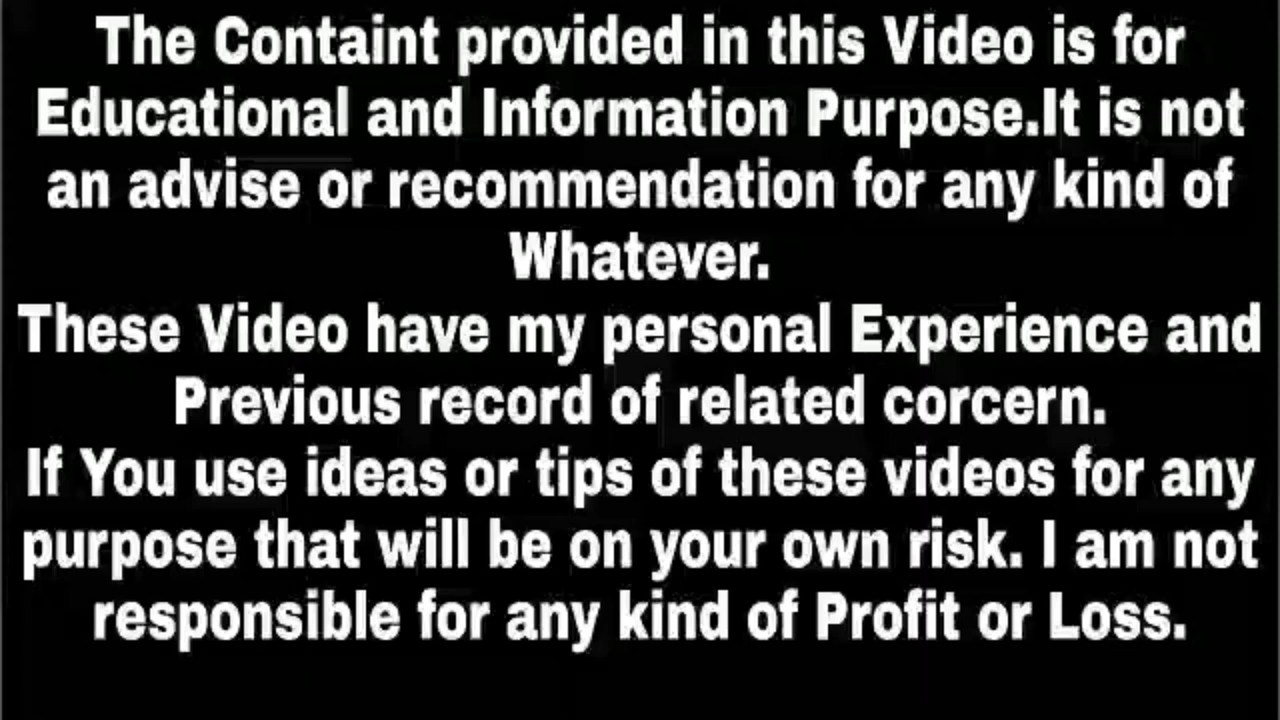 The Containt provided in this Video is for
Educational and Information Purpose.It is not
an advise or recommendation for any kind of
Whatever.
These Video have my personal Experience and
Previous record of related corcern.
If You use ideas or tips of these videos for any
purpose that will be on your own risk. I am not
responsible for any kind of Profit or Loss.